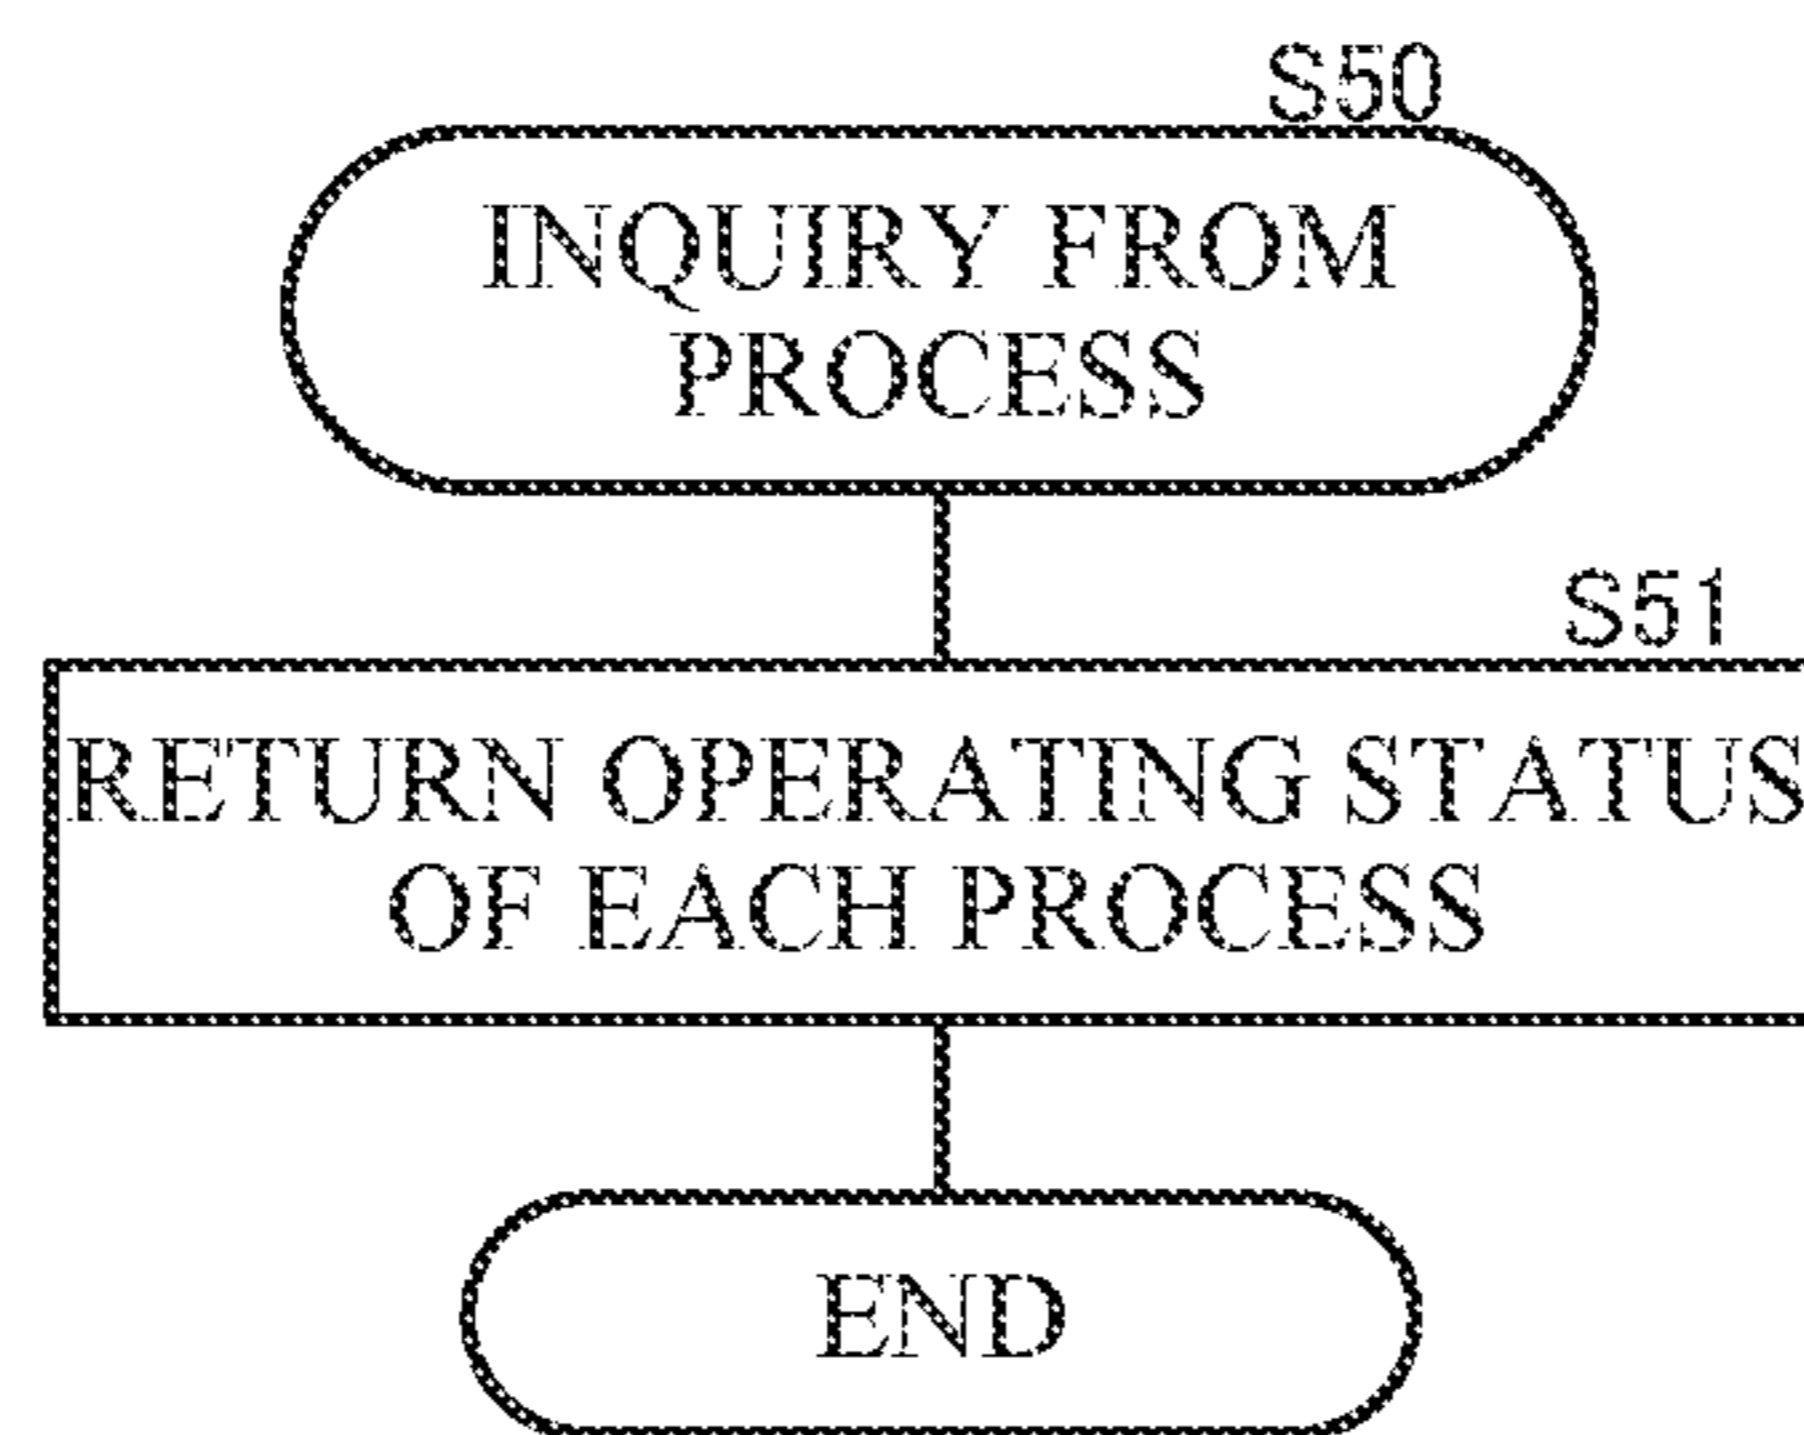 S50
INQUIRY FROM
PROCESS
S51
RETURN OPERATING STATUS
OF EACH PROCESS
END